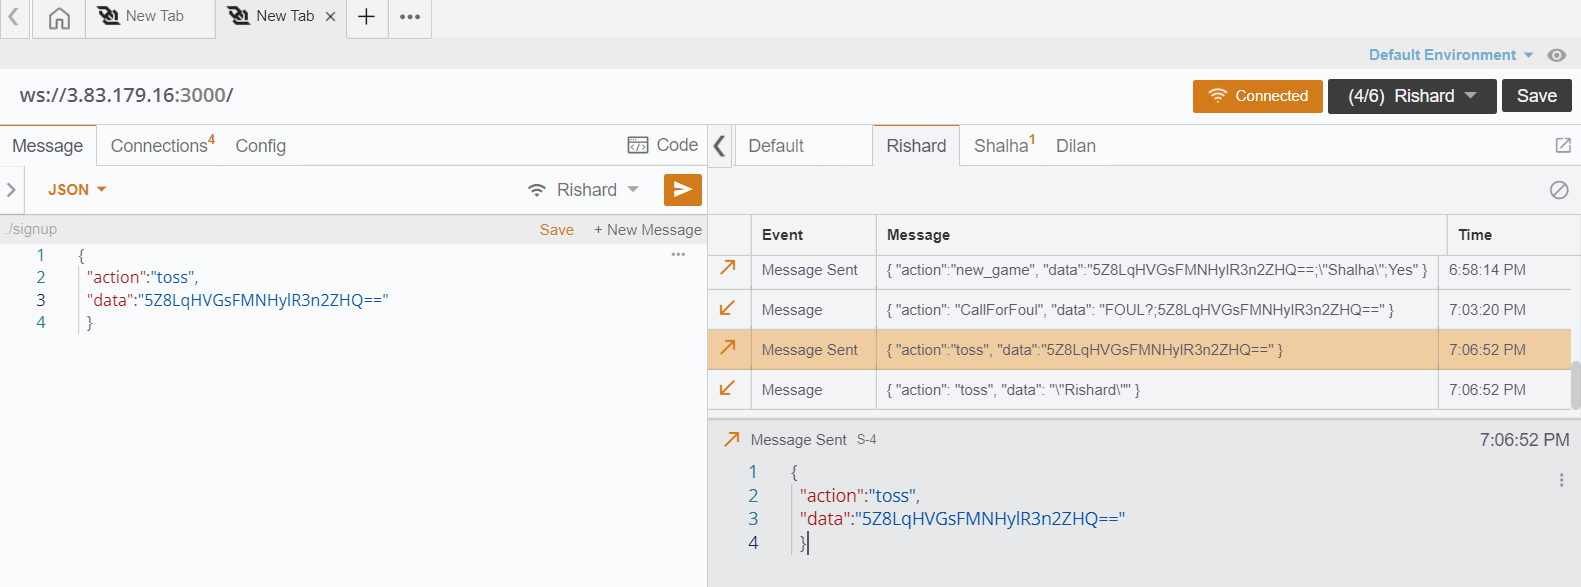 New Tab
New Tab
Default Environment
ws://3.83.179.16:3000/
Connected
(4/6) Rishard
Save
Message
Connections4
Config
Code
Default
Rishard
Shalha1
Dilan
JSON
Rishard
./signup
Save
+ New Message
1 {
2 "action":"toss",
3 "data":"5Z8LqHVGsFMNHylR3n2ZHQ=="
4 }
Event Message Time
Message Sent { "action":"new_game", "data":"5Z8LqHVGsFMNHylR3n2ZHQ==;\"Shalha\";Yes" } 6:58:14 PM
Message { "action": "CallForFoul", "data": "FOUL?;5Z8LqHVGsFMNHylR3n2ZHQ==" } 7:03:20 PM
Message Sent { "action":"toss", "data":"5Z8LqHVGsFMNHylR3n2ZHQ==" } 7:06:52 PM
Message { "action": "toss", "data": "\"Rishard\"" } 7:06:52 PM
Message Sent S-4 7:06:52 PM
1 {
2 "action":"toss",
3 "data":"5Z8LqHVGsFMNHylR3n2ZHQ=="
4 }